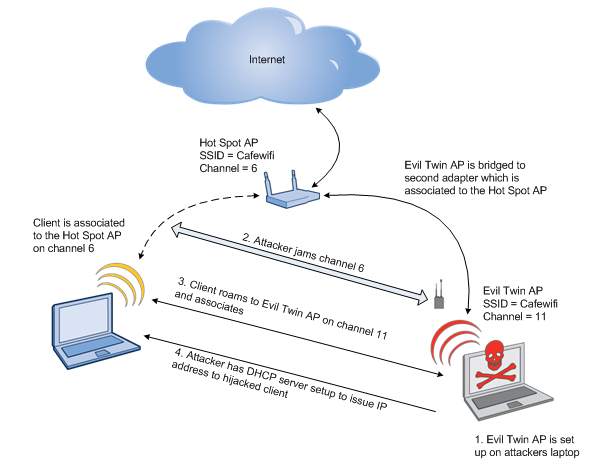 Internet
Hot Spot AP
SSID = Cafewifi
Channel = 6
Evil Twin AP is bridged to
second adapter which is
associated to the Hot Spot AP
Client is associated
to the Hot Spot AP
on channel 6
2. Attacker jams channel 6
3. Client roams to Evil Twin AP on channel 11
and associates
Evil Twin AP
SSID = Cafewifi
Channel = 11
4. Attacker has DHCP server setup to issue IP
address to hijacked client
1. Evil Twin AP is set
up on attackers laptop